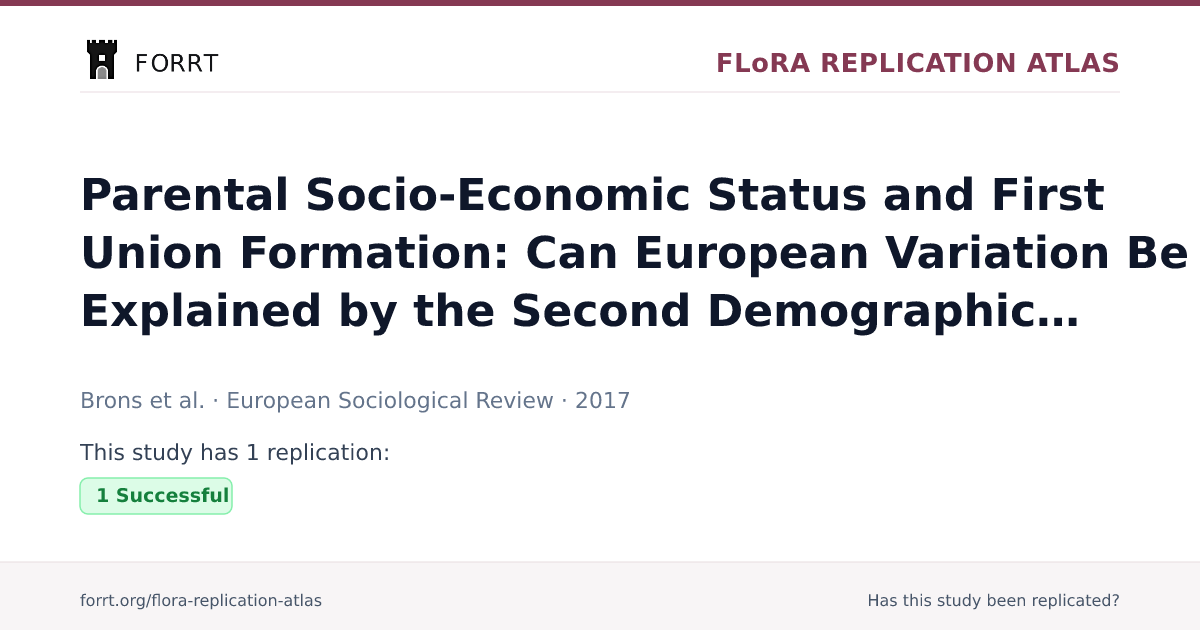 FORRT
FLoRA REPLICATION ATLAS
Parental Socio-Economic Status and First
Union Formation: Can European Variation Be
Explained by the Second Demographic…
Brons et al. · European Sociological Review · 2017
This study has 1 replication:
1 Successful
forrt.org/flora-replication-atlas
Has this study been replicated?